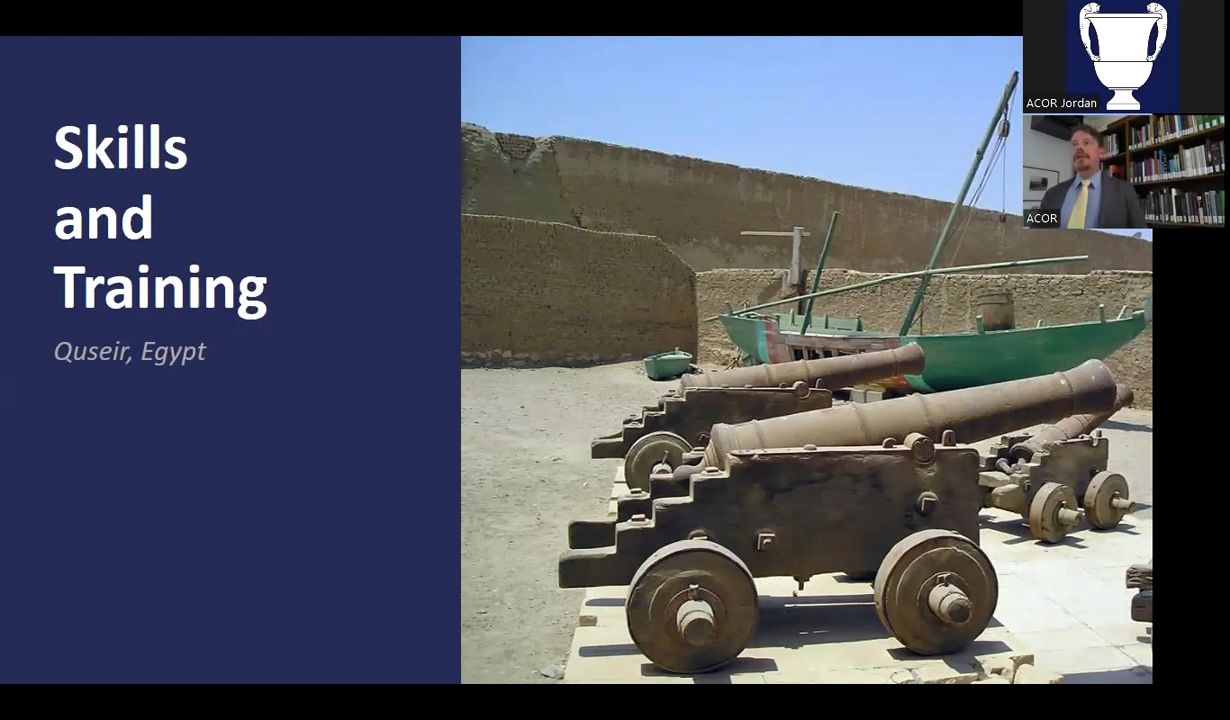 Skills
and
Training
Quseir, Egypt
ACOR Jordan
ACOR